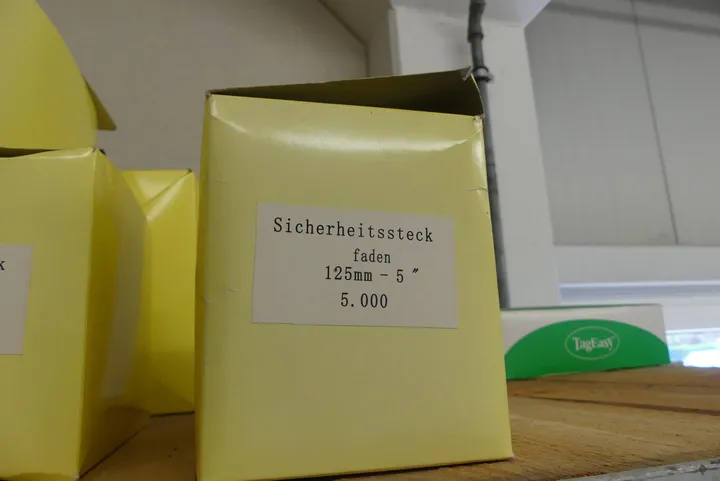 Sicherheitssteck
faden
125mm - 5 ″
5.000
k
TagEasy